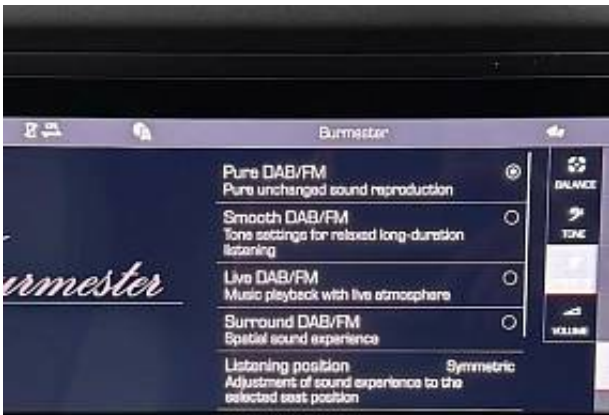 Burmester
Pure DAB/FM
Pure unchanged sound reproduction
BALANCE
Smooth DAB/FM
Tone settings for relaxed long-duration
listening
TONE
urmester
Live DAB/FM
Music playback with live atmosphere
Surround DAB/FM
Spatial sound experience
VOLUME
Listening position Symmetric
Adjustment of sound experience to the
selected seat position